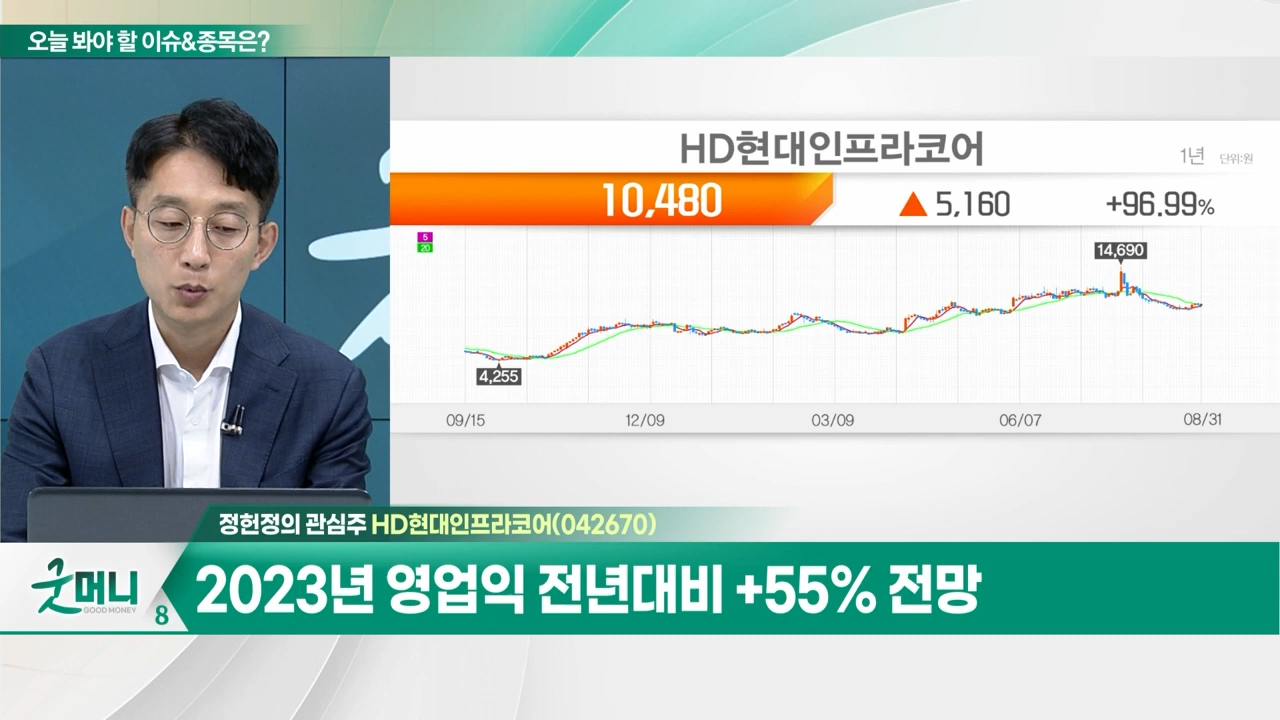 오늘 봐야 할 이슈&종목은?
HD현대인프라코어
1년 단위:원
10,480 ▲ 5,160 +96.99%
5
20
14,690
4,255
09/15 12/09 03/09 06/07 08/31
정헌정의 관심주 HD현대인프라코어(042670)
굿머니
GOOD MONEY
8
2023년 영업익 전년대비 +55% 전망